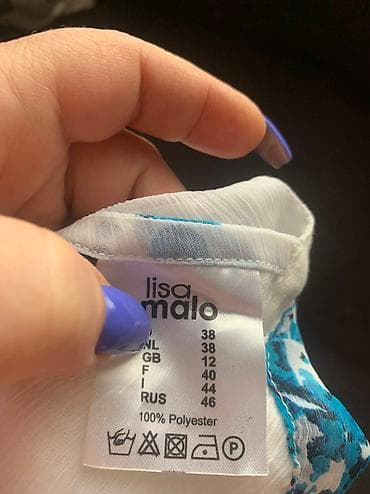 lisa
malo
38
NL 38
GB 12
F 40
I 44
RUS 46
100% Polyester
P